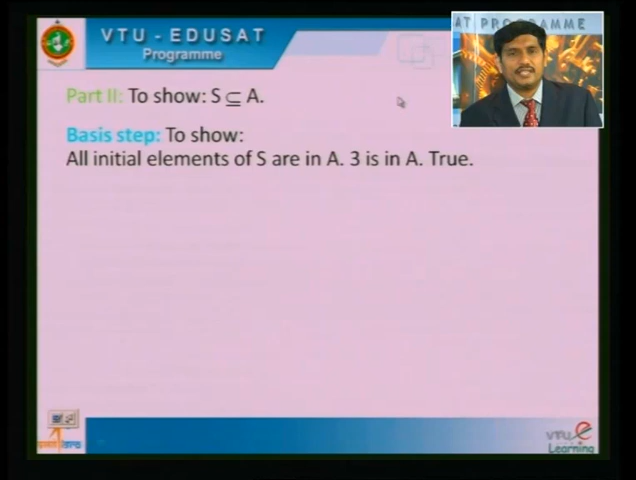 VTU - EDUSAT
Programme
AT PROGRAMME
Part II: To show: S ⊆ A.
Basis step: To show:
All initial elements of S are in A. 3 is in A. True.
VTU e
Learning